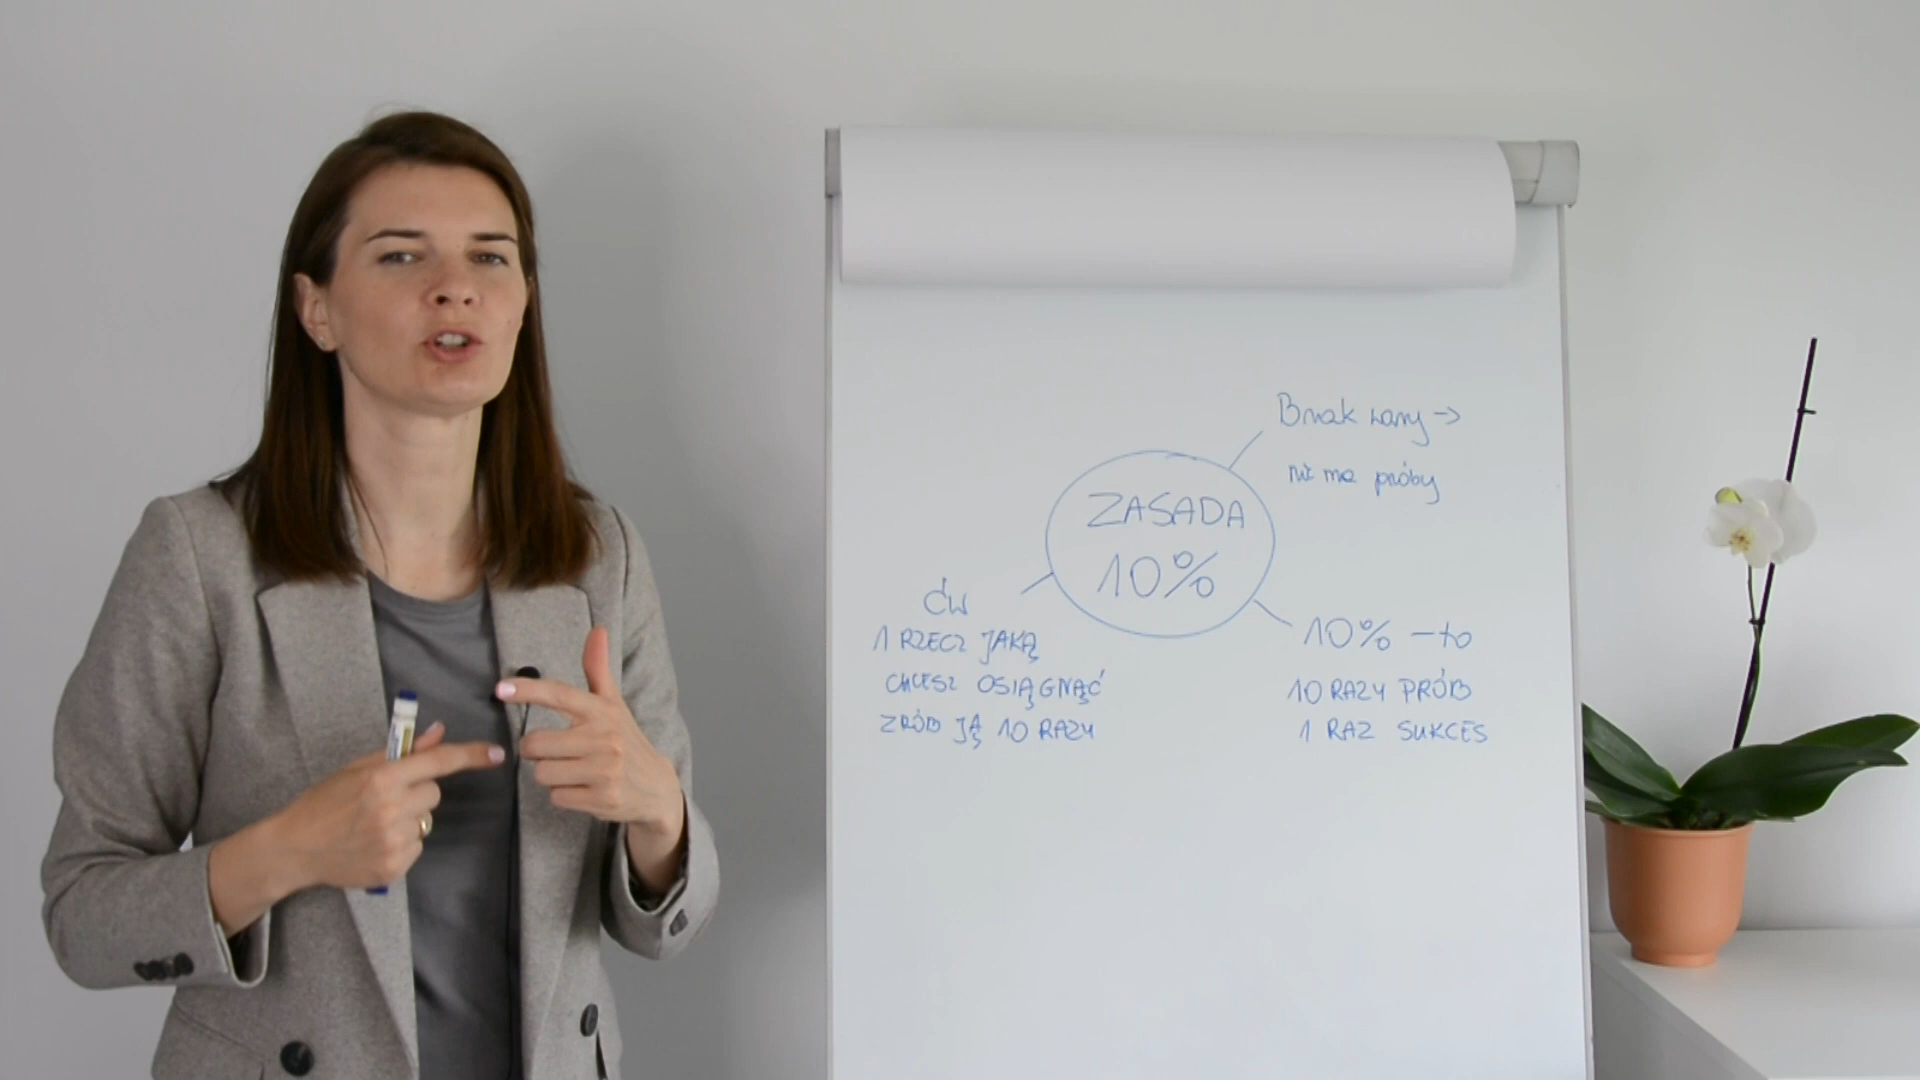 Brak wary →
nie ma próby
ZASADA
10%
ĆW
1 RZECZ JAKĄ
CHCESZ OSIĄGNĄĆ
ZRÓB JĄ 10 RAZY
10% – to
10 RAZY PRÓB
1 RAZ SUKCES